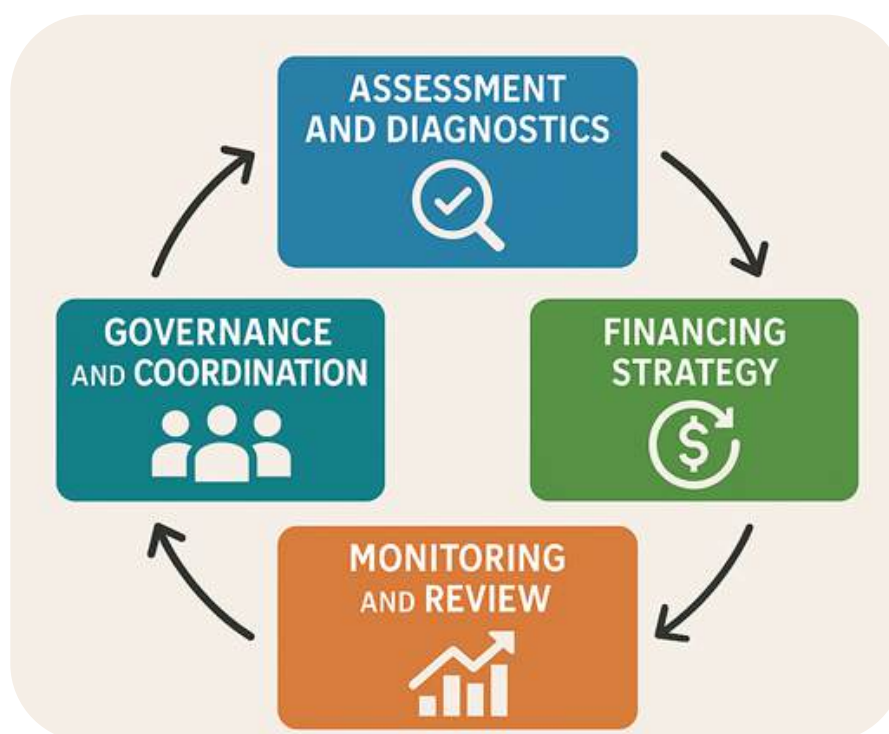 ASSESSMENT
AND DIAGNOSTICS
FINANCING
STRATEGY
$
MONITORING
AND REVIEW
GOVERNANCE
AND COORDINATION